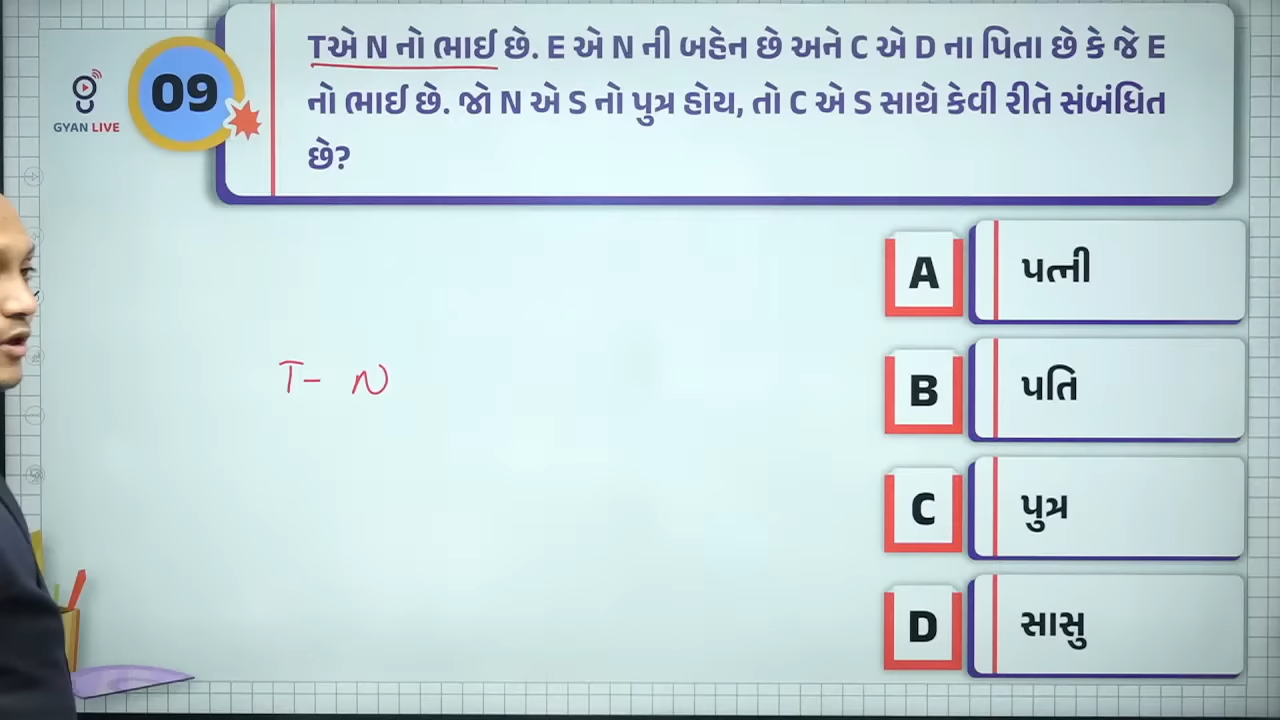 Tએ N નો ભાઈ છે. E એ N ની બહેન છે અને C એ D ના પિતા છે કે જે E
નો ભાઈ છે. જો N એ S નો પુત્ર હોય, તો C એ S સાથે કેવી રીતે સંબંધિત
છે?
09
GYAN LIVE
A પત્ની
T- N
B પતિ
C પુત્ર
D સાસુ